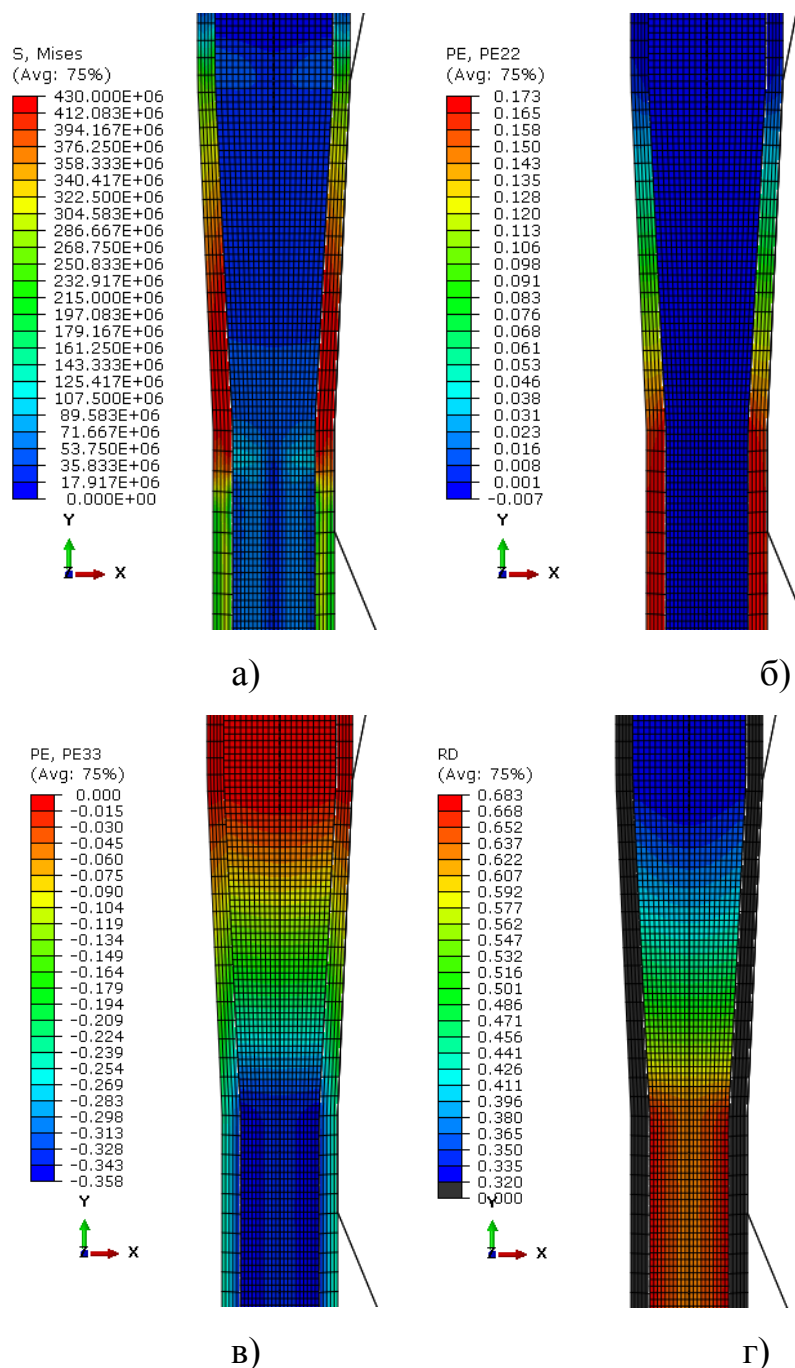 S, Mises
(Avg: 75%)
430.000E+06
412.083E+06
394.167E+06
376.250E+06
358.333E+06
340.417E+06
322.500E+06
304.583E+06
286.667E+06
268.750E+06
250.833E+06
232.917E+06
215.000E+06
197.083E+06
179.167E+06
161.250E+06
143.333E+06
125.417E+06
107.500E+06
89.583E+06
71.667E+06
53.750E+06
35.833E+06
17.917E+06
0.000E+00
Y
Z
X
а)
PE, PE22
(Avg: 75%)
0.173
0.165
0.158
0.150
0.143
0.135
0.128
0.120
0.113
0.106
0.098
0.091
0.083
0.076
0.068
0.061
0.053
0.046
0.038
0.031
0.023
0.016
0.008
0.001
-0.007
Y
Z
X
б)
PE, PE33
(Avg: 75%)
0.000
-0.015
-0.030
-0.045
-0.060
-0.075
-0.090
-0.104
-0.119
-0.134
-0.149
-0.164
-0.179
-0.194
-0.209
-0.224
-0.239
-0.254
-0.269
-0.283
-0.298
-0.313
-0.328
-0.343
-0.358
Y
Z
X
в)
RD
(Avg: 75%)
0.683
0.668
0.652
0.637
0.622
0.607
0.592
0.577
0.562
0.547
0.532
0.516
0.501
0.486
0.471
0.456
0.441
0.426
0.411
0.396
0.380
0.365
0.350
0.335
0.320
0.000
Y
Z
X
г)